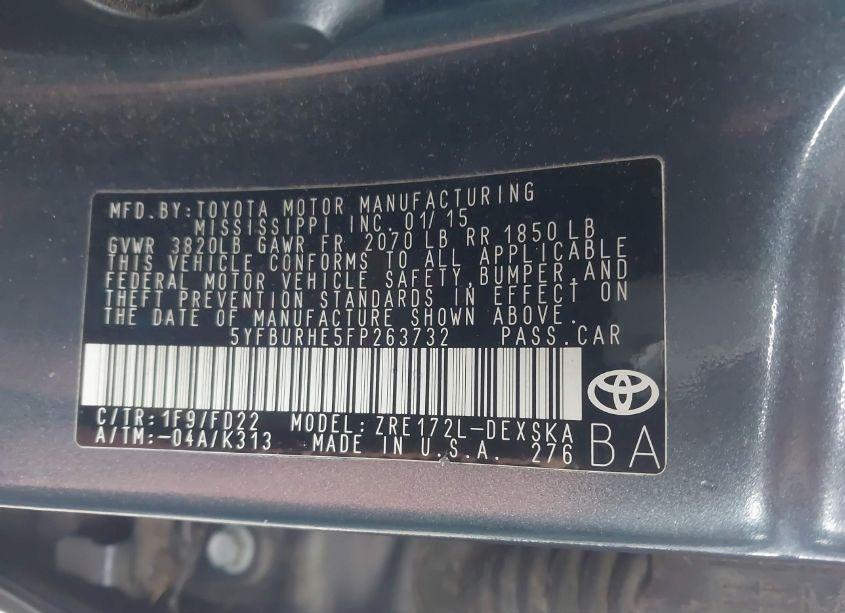 MFD.BY:TOYOTA MOTOR MANUFACTURING
MISSISSIPPI INC. 01/15
GVWR 3820LB GAWR FR 2070 LB RR 1850 LB
THIS VEHICLE CONFORMS TO ALL APPLICABLE
FEDERAL MOTOR VEHICLE SAFETY,BUMPER,AND
THEFT PREVENTION STANDARDS IN EFFECT ON
THE DATE OF MANUFACTURE SHOWN ABOVE.
5YFBURHE5FP263732 PASS.CAR
C/TR:1F9/FD22 MODEL:ZRE172L-DEXSKA
A/TM:-04A/K313 MADE IN U.S.A. 276
BA